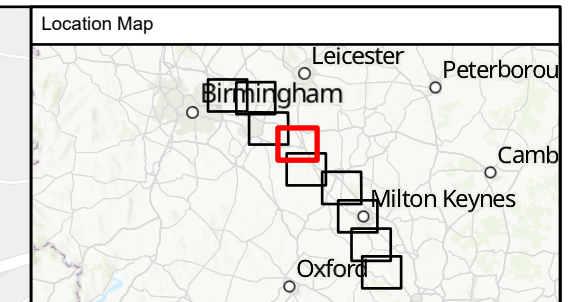 Location Map
Leicester
Peterborou
Birmingham
Camb
Milton Keynes
Oxford